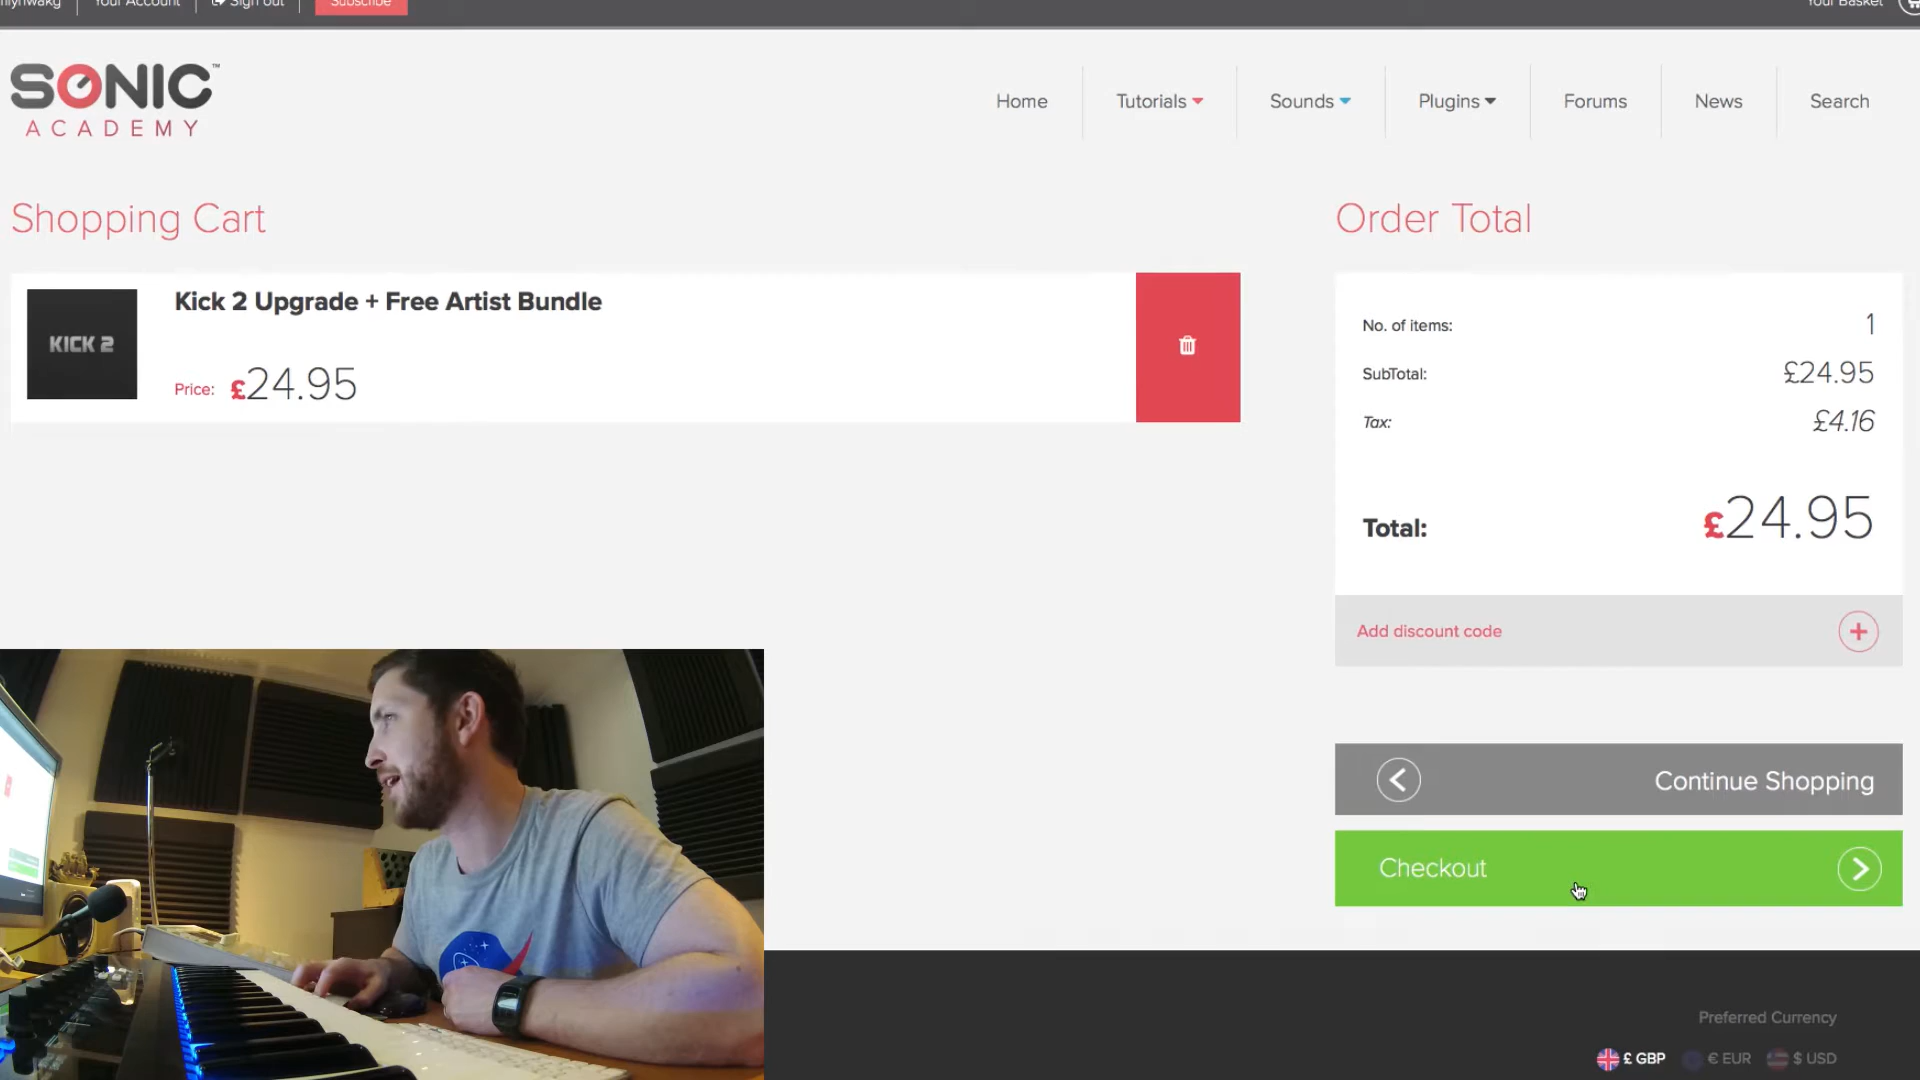 Your Account
Sign out
Subscribe
Your Basket
SONIC™
ACADEMY
Home
Tutorials
Sounds
Plugins
Forums
News
Search
Shopping Cart
Order Total
KICK 2
Kick 2 Upgrade + Free Artist Bundle
Price: £24.95
No. of items: 1
SubTotal: £24.95
Tax: £4.16
Total: £24.95
Add discount code
Continue Shopping
Checkout
Preferred Currency
£ GBP
€ EUR
$ USD